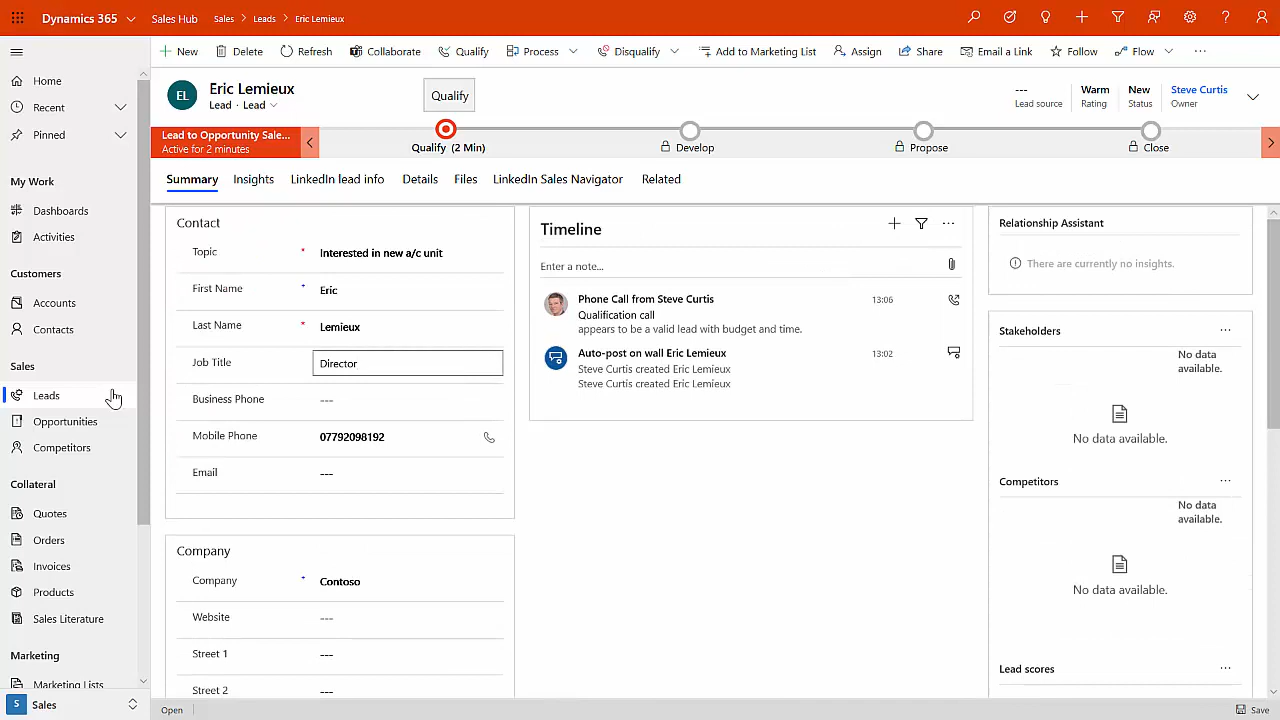 Dynamics 365 Sales Hub Sales > Leads > Eric Lemieux
Home
Recent
Pinned
My Work
Dashboards
Activities
Customers
Accounts
Contacts
Sales
Leads
Opportunities
Competitors
Collateral
Quotes
Orders
Invoices
Products
Sales Literature
Marketing
Marketing Lists
S Sales
New Delete Refresh Collaborate Qualify Process Disqualify Add to Marketing List Assign Share Email a Link Follow Flow ...
EL
Eric Lemieux
Lead · Lead
Qualify
---
Lead source
Warm
Rating
New
Status
Steve Curtis
Owner
Lead to Opportunity Sale...
Active for 2 minutes
Qualify (2 Min)
Develop
Propose
Close
Summary Insights LinkedIn lead info Details Files LinkedIn Sales Navigator Related
Contact
Topic * Interested in new a/c unit
First Name + Eric
Last Name * Lemieux
Job Title Director
Business Phone ---
Mobile Phone 07792098192
Email ---
Company
Company + Contoso
Website ---
Street 1 ---
Street 2 ---
Timeline
Enter a note...
Phone Call from Steve Curtis 13:06
Qualification call
appears to be a valid lead with budget and time.
Auto-post on wall Eric Lemieux 13:02
Steve Curtis created Eric Lemieux
Steve Curtis created Eric Lemieux
Relationship Assistant
There are currently no insights.
Stakeholders ...
No data
available.
No data available.
Competitors ...
No data
available.
No data available.
Lead scores ...
Open
Save